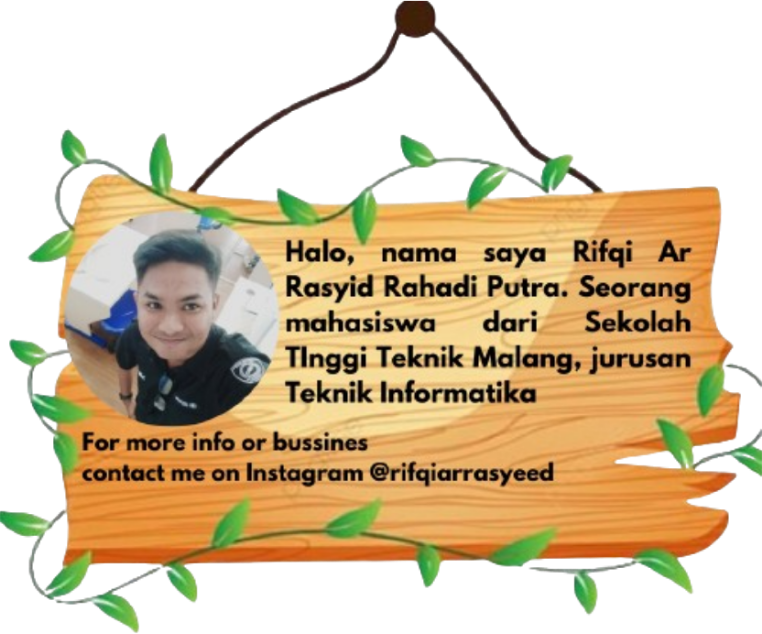 Halo, nama saya Rifqi Ar
Rasyid Rahadi Putra. Seorang
mahasiswa dari Sekolah
TInggi Teknik Malang, jurusan
Teknik Informatika
For more info or bussines
contact me on Instagram @rifqiarrasyeed